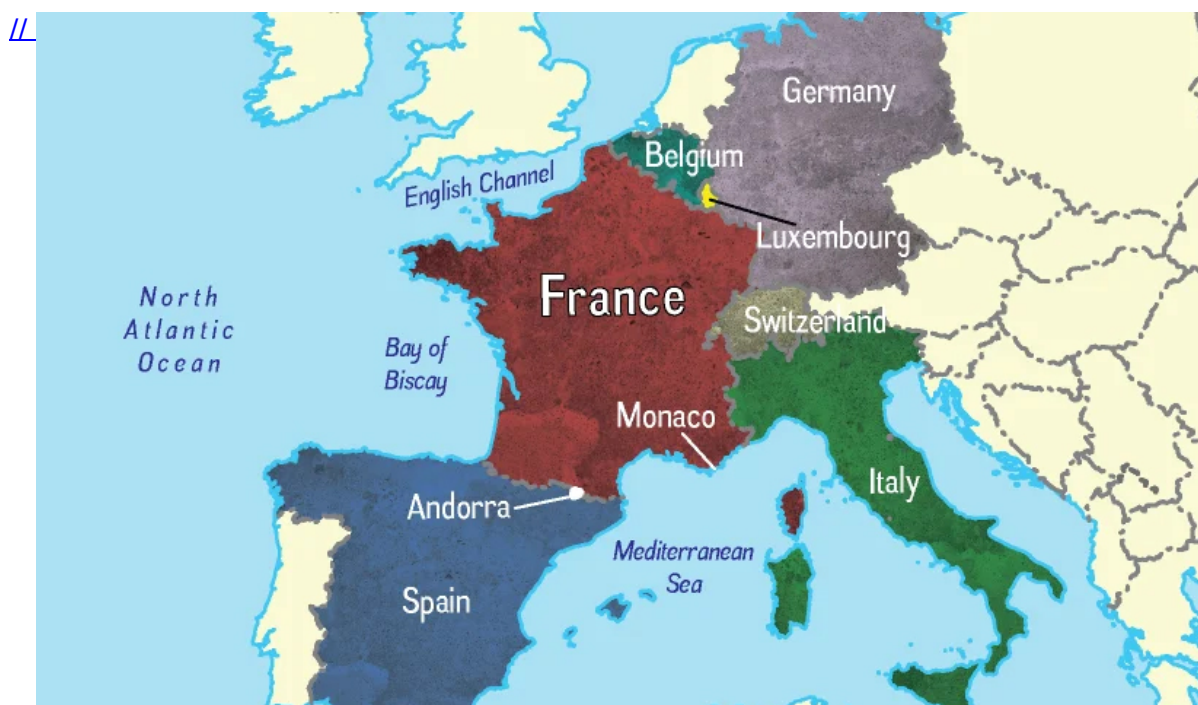 //
Germany
Belgium
English Channel
Luxembourg
France
North
Atlantic
Ocean
Switzerland
Bay of
Biscay
Monaco
Italy
Andorra
Mediterranean
Sea
Spain